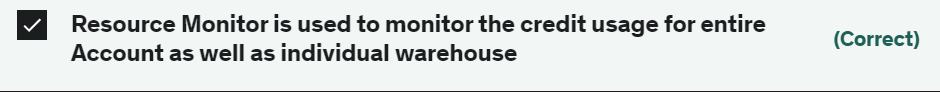 Resource Monitor is used to monitor the credit usage for entire
Account as well as individual warehouse
(Correct)